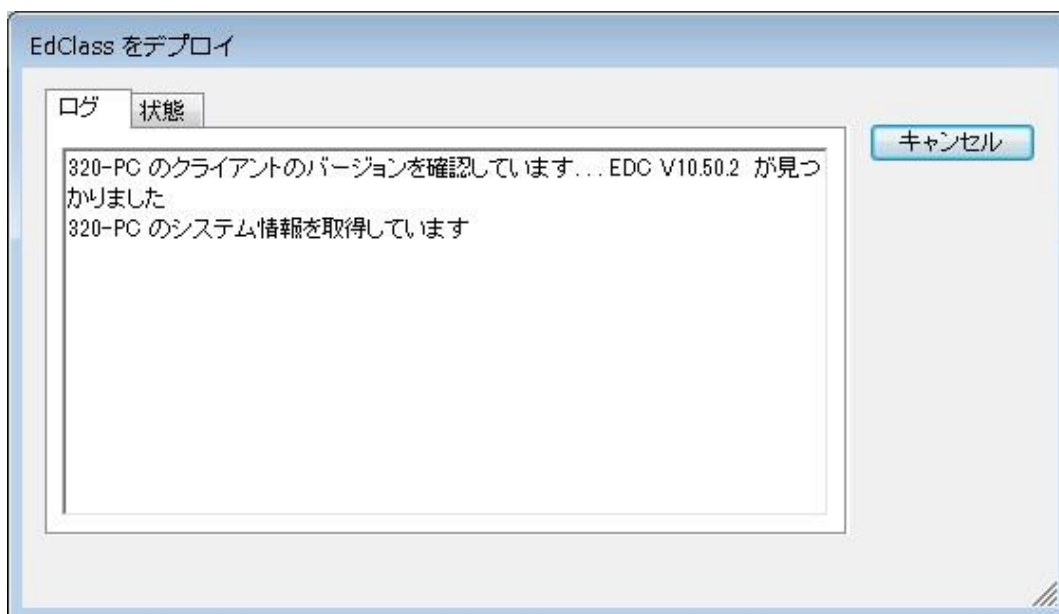 EdClass をデプロイ
ログ
状態
キャンセル
320-PC のクライアントのバージョンを確認しています... EDC V10.50.2 が見つ
かりました
320-PC のシステム情報を取得しています